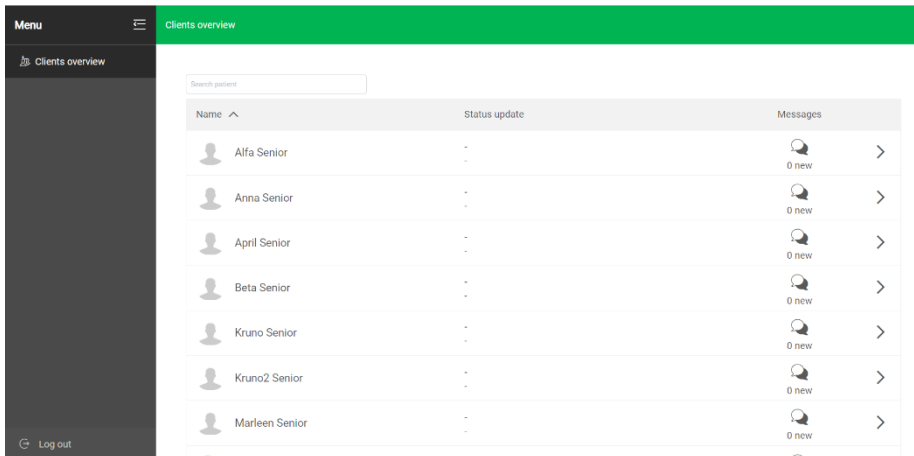 Menu
Clients overview
Clients overview
Search patient
Name Status update Messages
Alfa Senior - -
0 new
Anna Senior - -
0 new
April Senior - -
0 new
Beta Senior - -
0 new
Kruno Senior - -
0 new
Kruno2 Senior - -
0 new
Marleen Senior - -
0 new
Log out